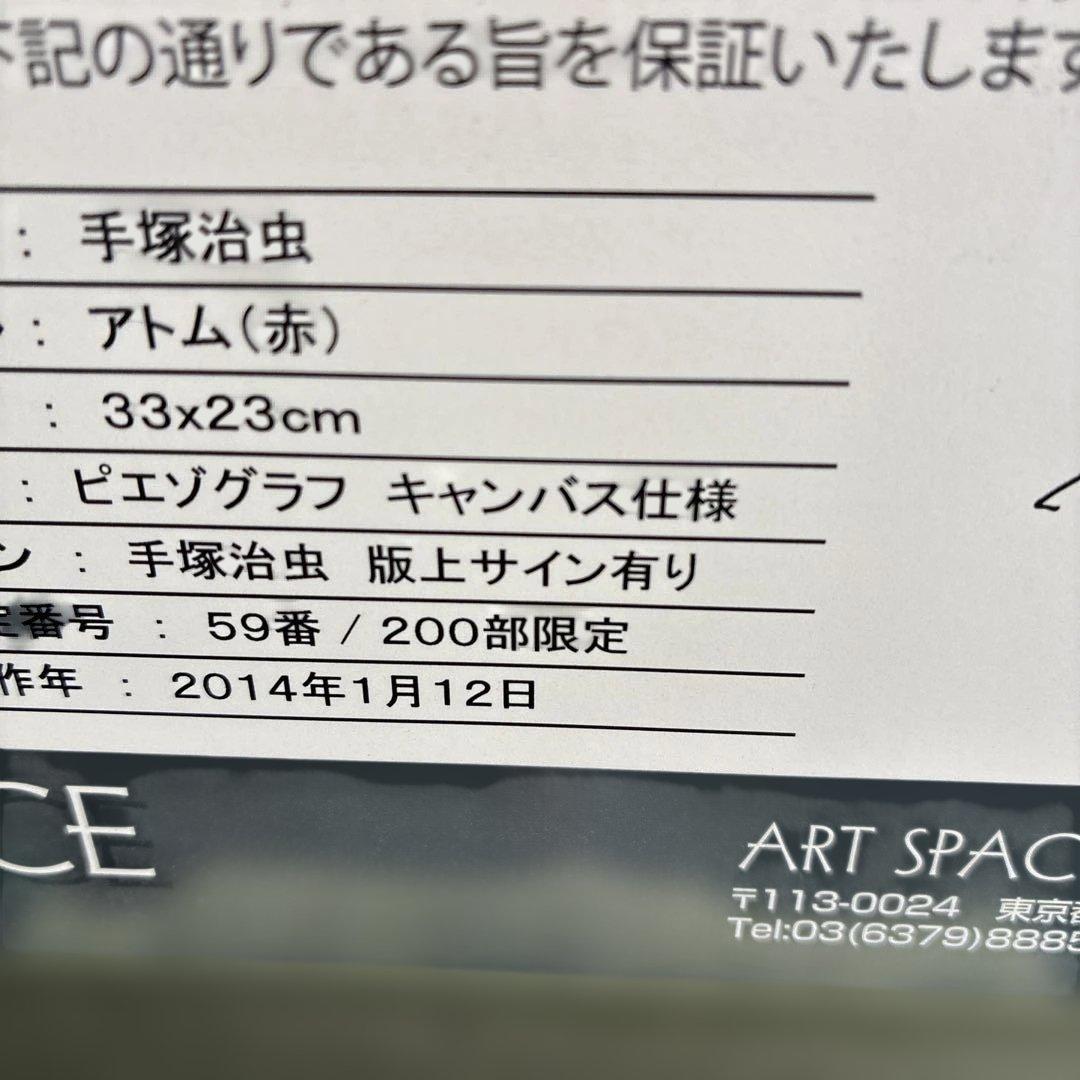 下記の通りである旨を保証いたします
: 手塚治虫
: アトム(赤)
: 33x23cm
: ピエゾグラフ キャンバス仕様
ン : 手塚治虫 版上サイン有り
定番号 : 59番 / 200部限定
作年 : 2014年1月12日
CE
ART SPAC
〒113-0024 東京都
Tel:03(6379)8885